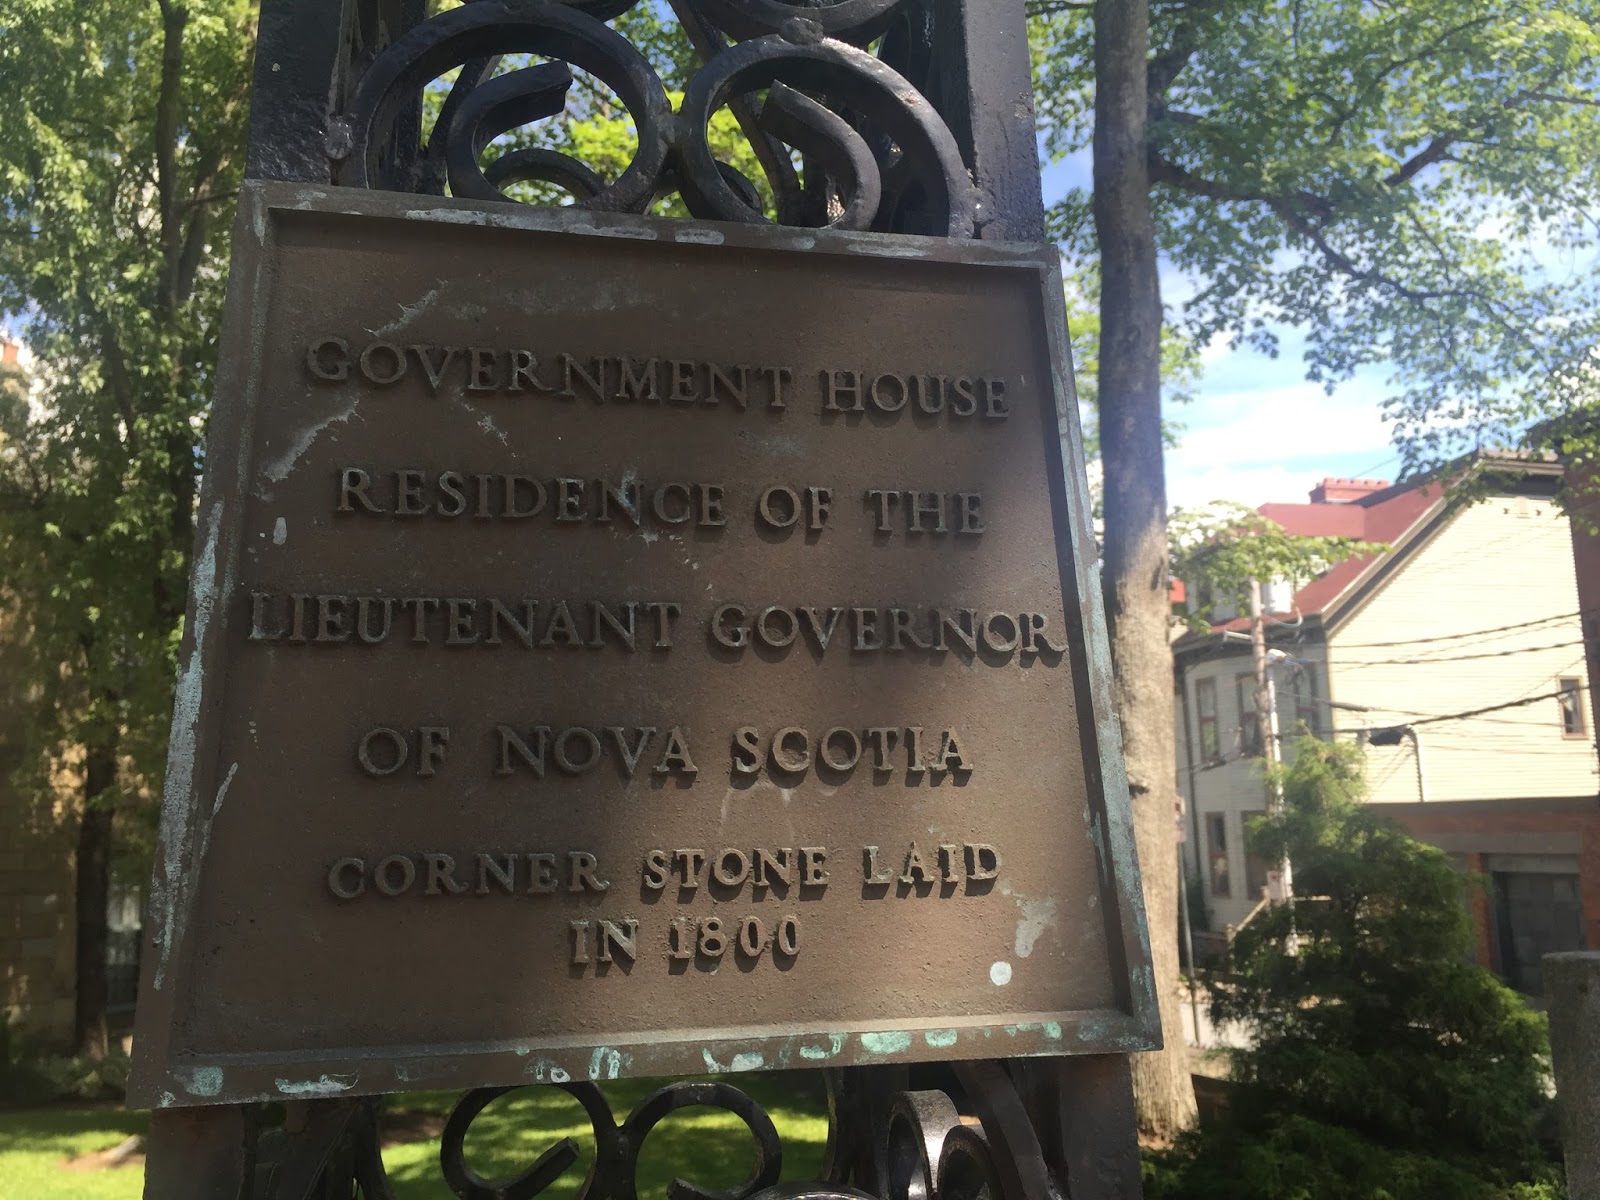 GOVERNMENT HOUSE
RESIDENCE OF THE
LIEUTENANT GOVERNOR
OF NOVA SCOTIA
CORNER STONE LAID
IN 1800